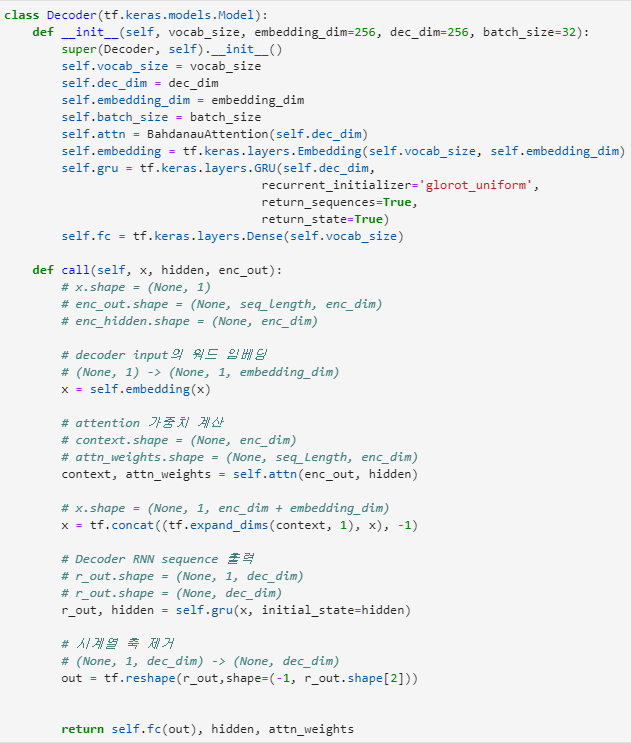 class Decoder(tf.keras.models.Model):
    def __init__(self, vocab_size, embedding_dim=256, dec_dim=256, batch_size=32):
        super(Decoder, self).__init__()
        self.vocab_size = vocab_size
        self.dec_dim = dec_dim
        self.embedding_dim = embedding_dim
        self.batch_size = batch_size
        self.attn = BahdanauAttention(self.dec_dim)
        self.embedding = tf.keras.layers.Embedding(self.vocab_size, self.embedding_dim)
        self.gru = tf.keras.layers.GRU(self.dec_dim,
                                       recurrent_initializer='glorot_uniform',
                                       return_sequences=True,
                                       return_state=True)
        self.fc = tf.keras.layers.Dense(self.vocab_size)
    def call(self, x, hidden, enc_out):
        # x.shape = (None, 1)
        # enc_out.shape = (None, seq_length, enc_dim)
        # enc_hidden.shape = (None, enc_dim)
        # decoder input의 워드 임베딩
        # (None, 1) -> (None, 1, embedding_dim)
        x = self.embedding(x)
        # attention 가중치 계산
        # context.shape = (None, enc_dim)
        # attn_weights.shape = (None, seq_Length, enc_dim)
        context, attn_weights = self.attn(enc_out, hidden)
        # x.shape = (None, 1, enc_dim + embedding_dim)
        x = tf.concat((tf.expand_dims(context, 1), x), -1)
        # Decoder RNN sequence 출력
        # r_out.shape = (None, 1, dec_dim)
        # r_out.shape = (None, dec_dim)
        r_out, hidden = self.gru(x, initial_state=hidden)
        # 시계열 축 제거
        # (None, 1, dec_dim) -> (None, dec_dim)
        out = tf.reshape(r_out,shape=(-1, r_out.shape[2]))
        return self.fc(out), hidden, attn_weights